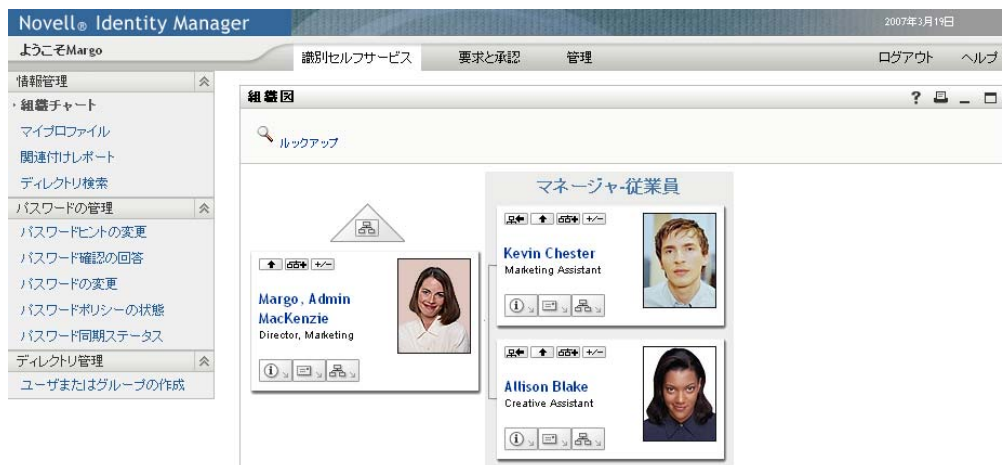 Novell® Identity Manager
2007年3月19日
ようこそMargo
識別セルフサービス
要求と承認
管理
ログアウト
ヘルプ
情報管理
組織チャート
マイプロファイル
関連付けレポート
ディレクトリ検索
パスワードの管理
パスワードヒントの変更
パスワード確認の回答
パスワードの変更
パスワードポリシーの状態
パスワード同期ステータス
ディレクトリ管理
ユーザまたはグループの作成
組織図
?
ルックアップ
Margo, Admin
MacKenzie
Director, Marketing
マネージャ-従業員
Kevin Chester
Marketing Assistant
Allison Blake
Creative Assistant